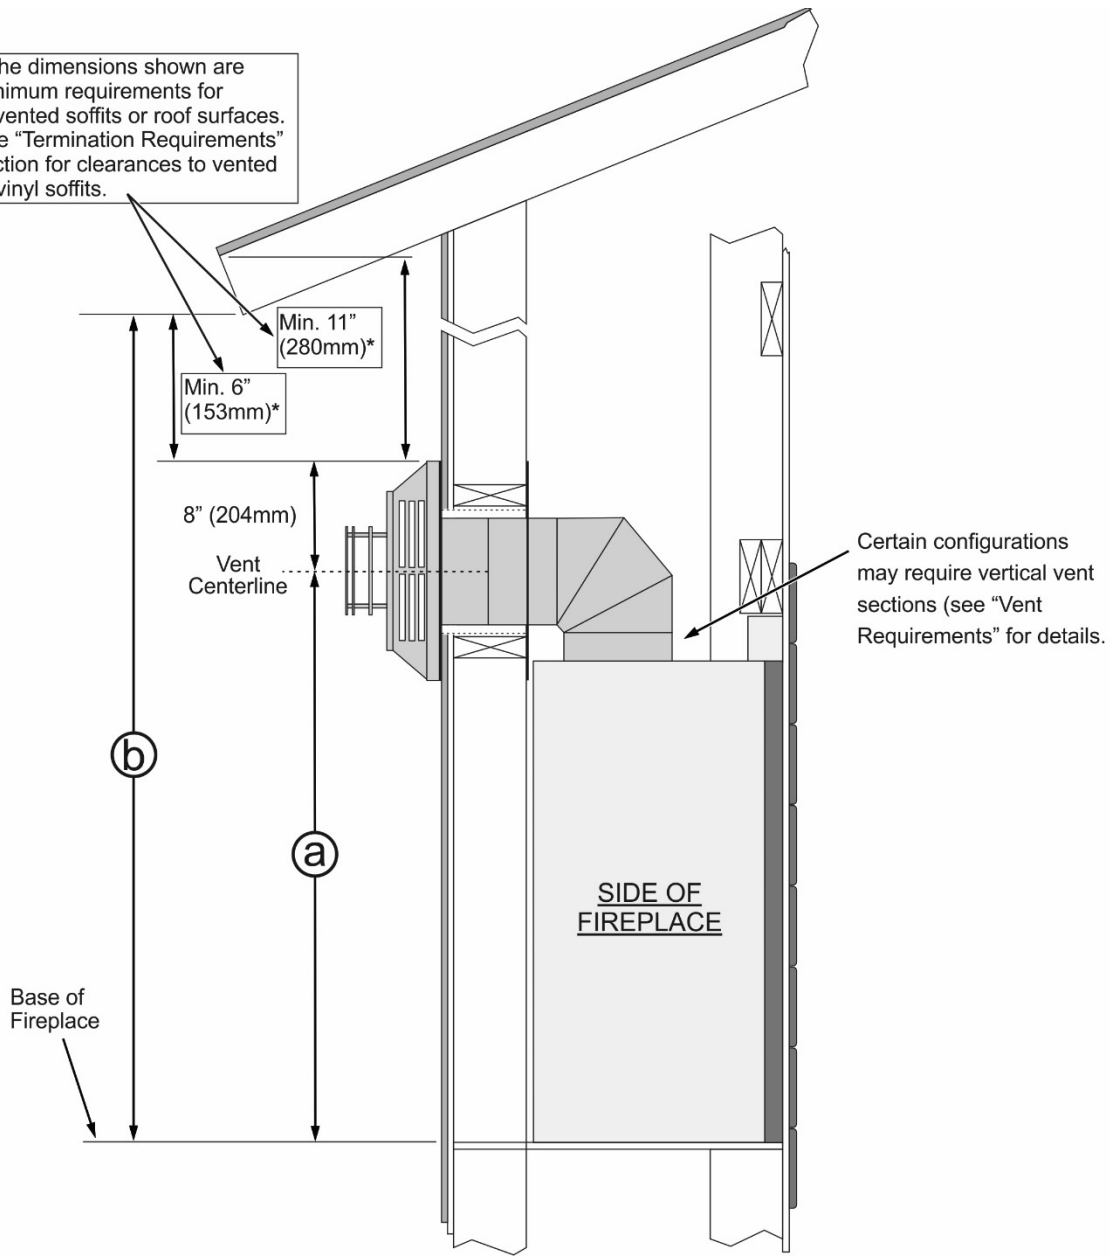 he dimensions shown are
nimum requirements for
vented soffits or roof surfaces.
e “Termination Requirements”
ction for clearances to vented
vinyl soffits.
Min. 11”
(280mm)*
Min. 6”
(153mm)*
8” (204mm)
Vent
Centerline
Certain configurations
may require vertical vent
sections (see “Vent
Requirements” for details.
b
a
SIDE OF
FIREPLACE
Base of
Fireplace